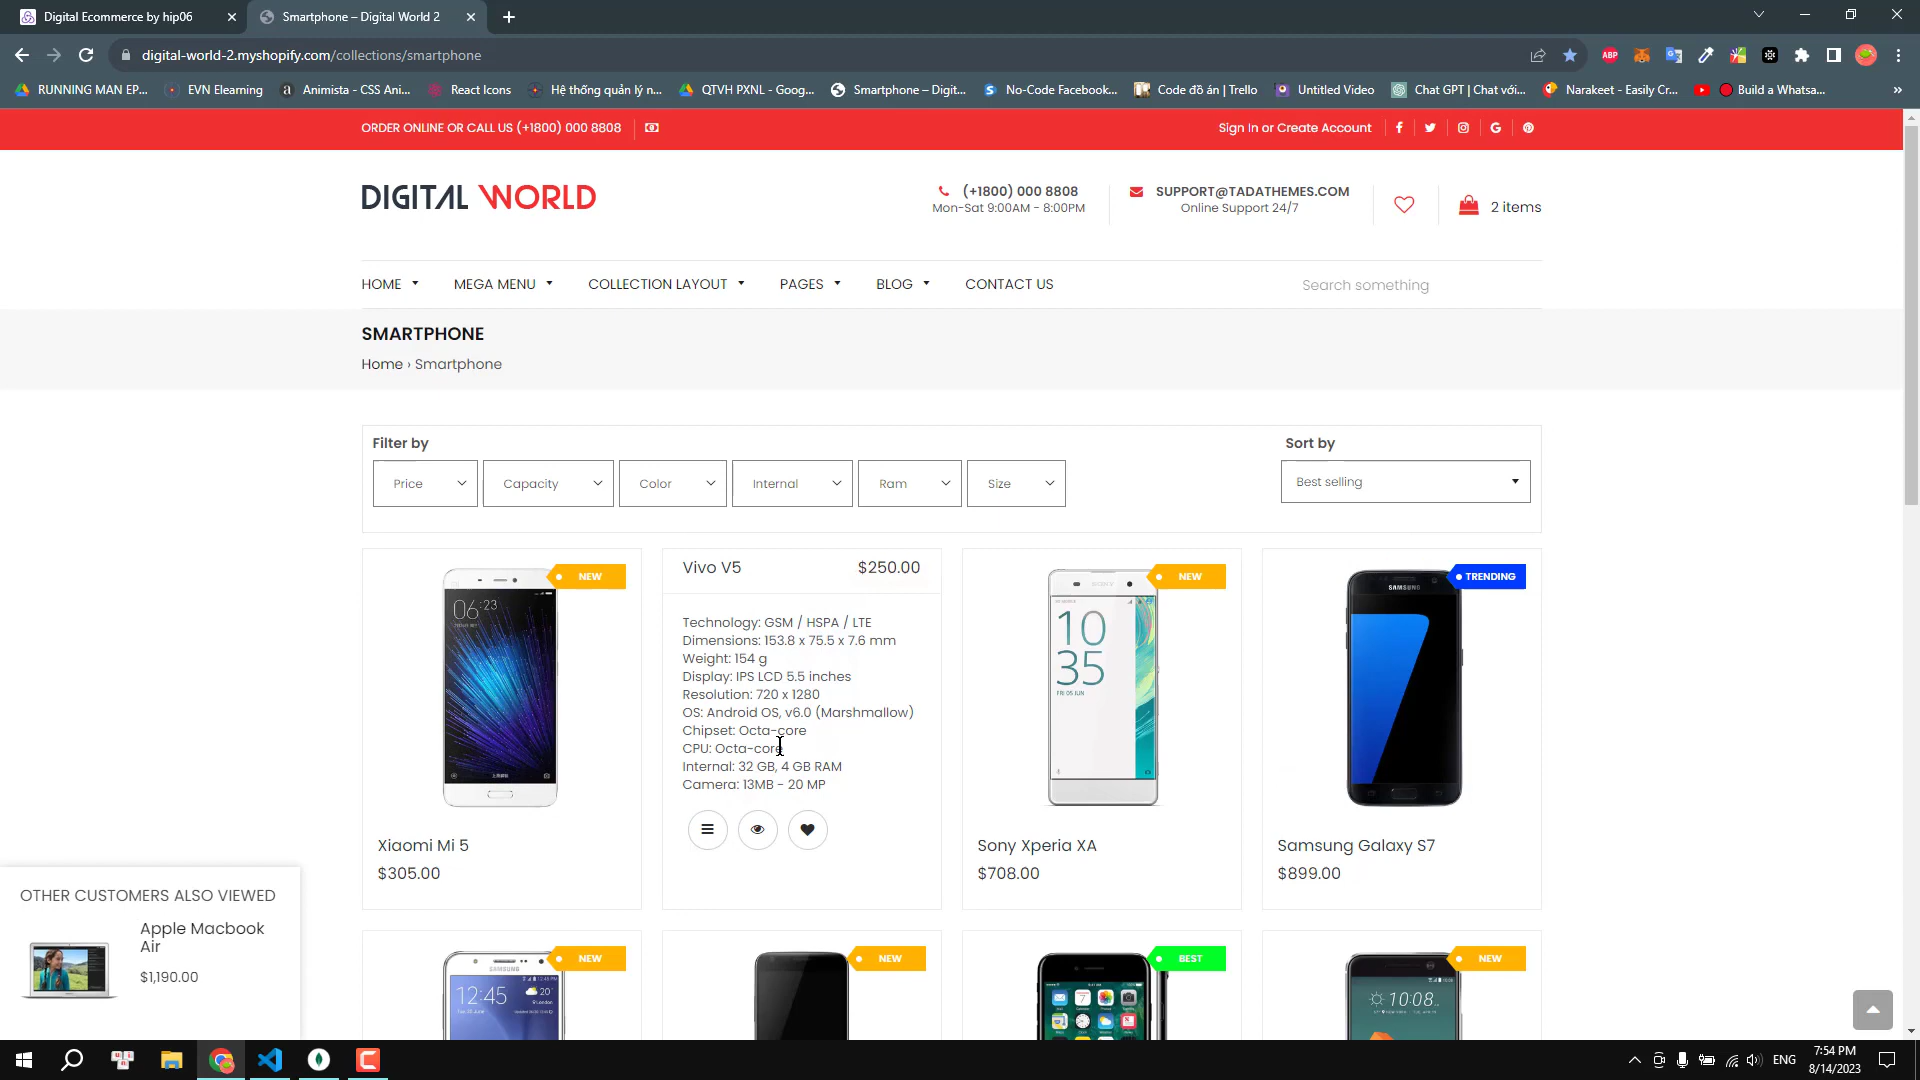 Digital Ecommerce by hip06
Smartphone – Digital World 2
digital-world-2.myshopify.com/collections/smartphone
RUNNING MAN EP...
EVN Elearning
Animista - CSS Ani...
React Icons
Hệ thống quản lý n...
QTVH PXNL - Goog...
Smartphone – Digit...
No-Code Facebook...
Code đồ án | Trello
Untitled Video
Chat GPT | Chat với...
Narakeet - Easily Cr...
Build a Whatsa...
ORDER ONLINE OR CALL US (+1800) 000 8808
Sign In or Create Account
DIGITAL WORLD
(+1800) 000 8808
Mon-Sat 9:00AM - 8:00PM
SUPPORT@TADATHEMES.COM
Online Support 24/7
2 items
HOME
MEGA MENU
COLLECTION LAYOUT
PAGES
BLOG
CONTACT US
Search something
SMARTPHONE
Home › Smartphone
Filter by
Sort by
Price
Capacity
Color
Internal
Ram
Size
Best selling
NEW
06:23
Xiaomi Mi 5
$305.00
Vivo V5
$250.00
Technology: GSM / HSPA / LTE
Dimensions: 153.8 x 75.5 x 7.6 mm
Weight: 154 g
Display: IPS LCD 5.5 inches
Resolution: 720 x 1280
OS: Android OS, v6.0 (Marshmallow)
Chipset: Octa-core
CPU: Octa-core
Internal: 32 GB, 4 GB RAM
Camera: 13MB - 20 MP
NEW
SONY
10
35
FRI 05 JUN
Sony Xperia XA
$708.00
TRENDING
SAMSUNG
Samsung Galaxy S7
$899.00
OTHER CUSTOMERS ALSO VIEWED
Apple Macbook
Air
$1,190.00
NEW
SAMSUNG
12:45
20°
NEW
BEST
NEW
10:08
ENG
7:54 PM
8/14/2023